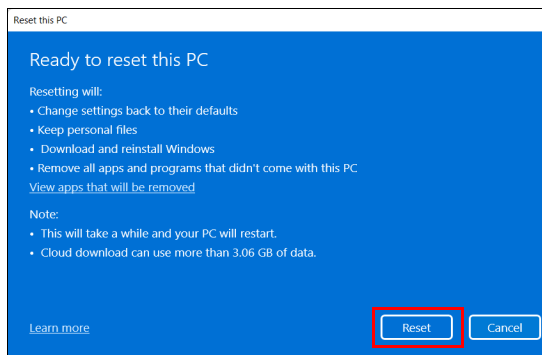 Reset this PC
Ready to reset this PC
Resetting will:
• Change settings back to their defaults
• Keep personal files
• Download and reinstall Windows
• Remove all apps and programs that didn't come with this PC
View apps that will be removed
Note:
• This will take a while and your PC will restart.
• Cloud download can use more than 3.06 GB of data.
Learn more
Reset
Cancel